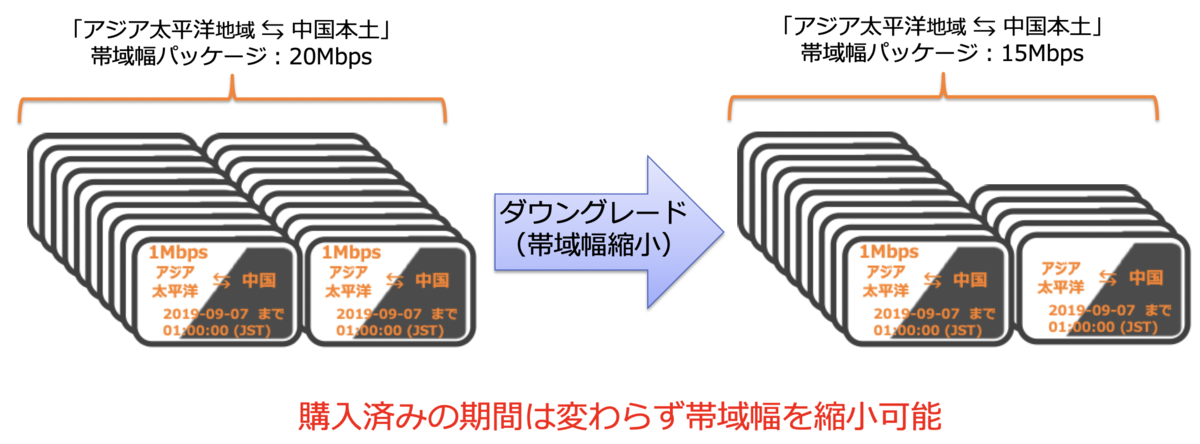 「アジア太平洋地域 ⇆ 中国本土」
帯域幅パッケージ：20Mbps
「アジア太平洋地域 ⇆ 中国本土」
帯域幅パッケージ：15Mbps
1Mbps
アジア
太平洋
⇆ 中国
2019-09-07 まで
01:00:00 (JST)
1Mbps
アジア
太平洋
⇆ 中国
2019-09-07 まで
01:00:00 (JST)
ダウングレード
（帯域幅縮小）
1Mbps
アジア
太平洋
⇆ 中国
2019-09-07 まで
01:00:00 (JST)
アジア
太平洋
⇆ 中国
2019-09-07 まで
01:00:00 (JST)
購入済みの期間は変わらず帯域幅を縮小可能